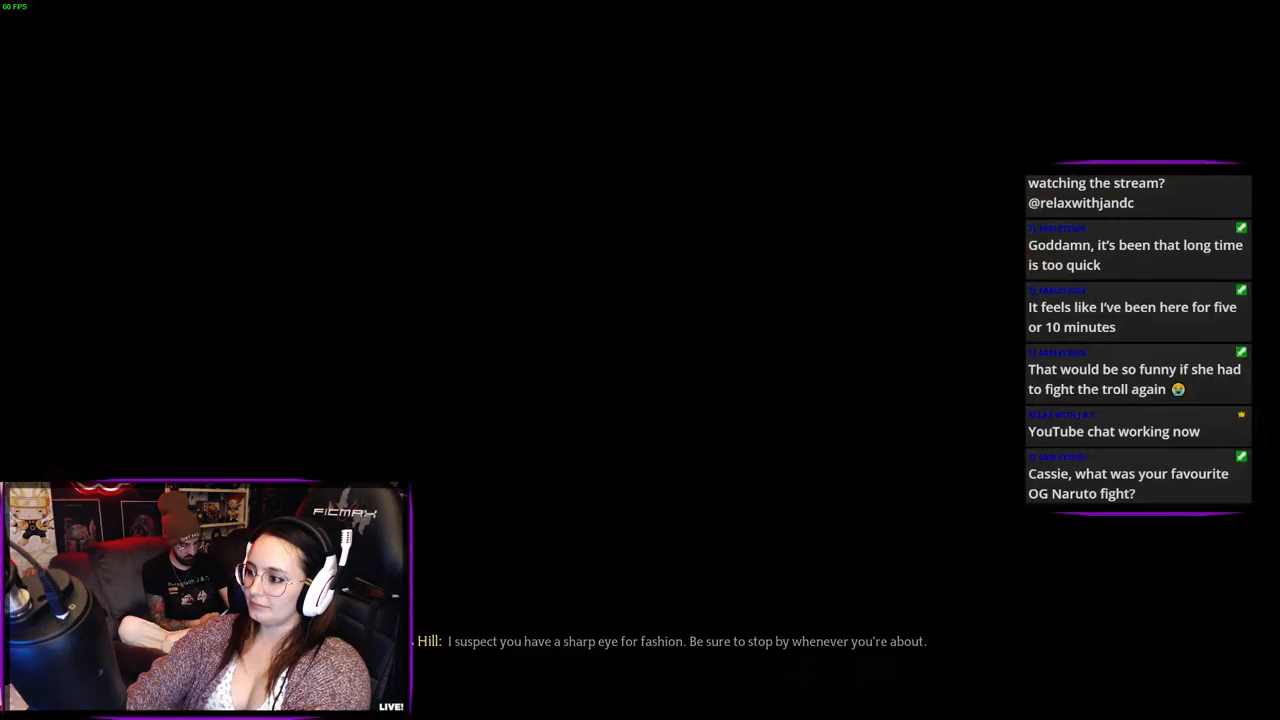 60 FPS
watching the stream?
@relaxwithjandc
Goddamn, it’s been that long time
is too quick
It feels like I’ve been here for five
or 10 minutes
That would be so funny if she had
to fight the troll again 😭
YouTube chat working now
Cassie, what was your favourite
OG Naruto fight?
FICMAX
Hill: I suspect you have a sharp eye for fashion. Be sure to stop by whenever you're about.
LIVE!